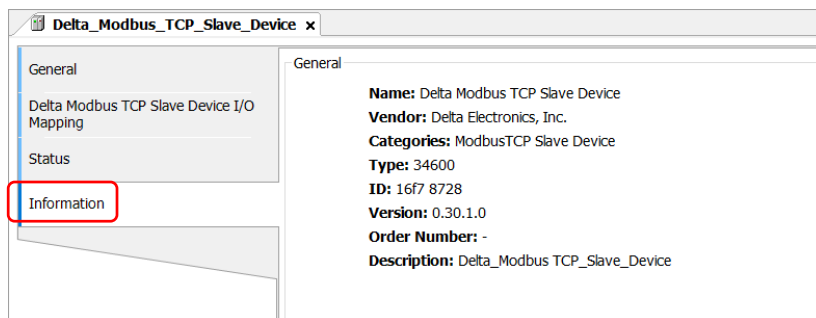 Delta_Modbus_TCP_Slave_Device x
General
Delta Modbus TCP Slave Device I/O
Mapping
Status
Information
General
Name: Delta Modbus TCP Slave Device
Vendor: Delta Electronics, Inc.
Categories: ModbusTCP Slave Device
Type: 34600
ID: 16f7 8728
Version: 0.30.1.0
Order Number: -
Description: Delta_Modbus TCP_Slave_Device